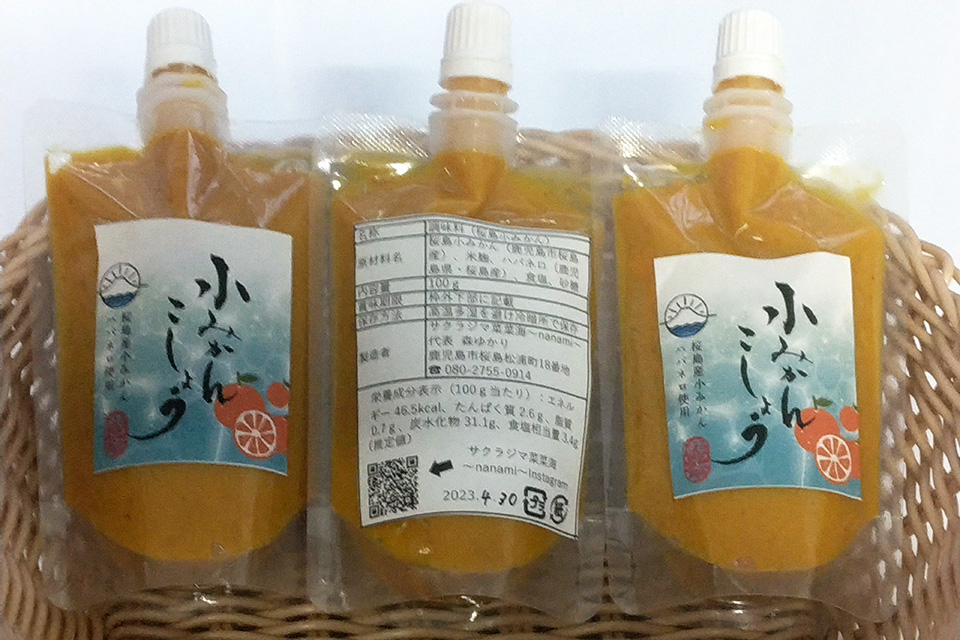 小みかん
こしょう
桜島産小みかん
ハバネロ使用
名称 調味料（桜島小みかん）
原材料名 桜島小みかん（鹿児島市桜島
産）、米麹、ハバネロ（鹿児
島県・桜島産）、食塩、砂糖
内容量 100g
賞味期限 枠外下部に記載
保存方法 高温多湿を避け冷暗所で保存
製造者 サクラジマ菜菜海～nanami～
代表 森ゆかり
鹿児島市桜島松浦町18番地
☎080-2755-0914
栄養成分表示（100g当たり）：エネル
ギー 46.5kcal、たんぱく質 2.6g、脂質
0.7g、炭水化物 31.1g、食塩相当量 3.4g
（推定値）
サクラジマ菜菜海
～nanami～Instagram
2023.4.30 プラ 紙
小みかん
こしょう
桜島産小みかん
ハバネロ使用